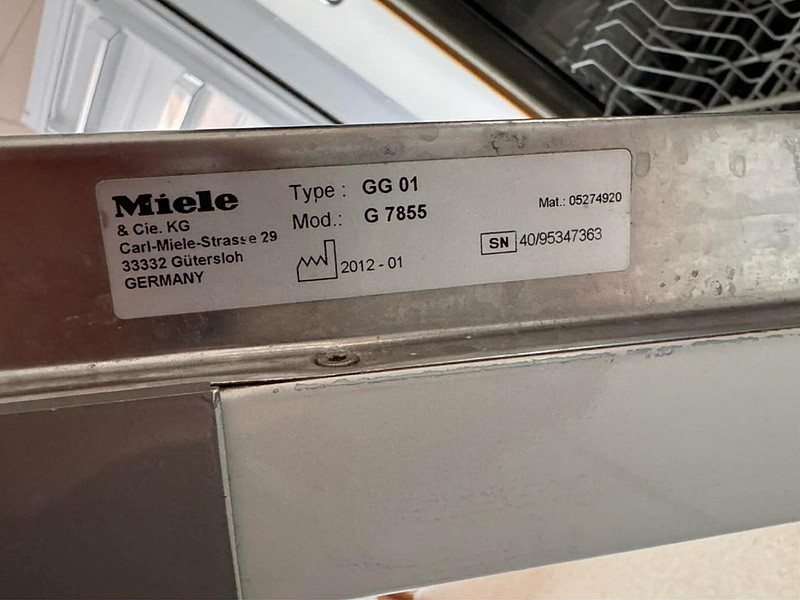 Miele
& Cie. KG
Carl-Miele-Strasse 29
33332 Gütersloh
GERMANY
Type : GG 01
Mod.: G 7855
2012 - 01
Mat.: 05274920
SN 40/95347363